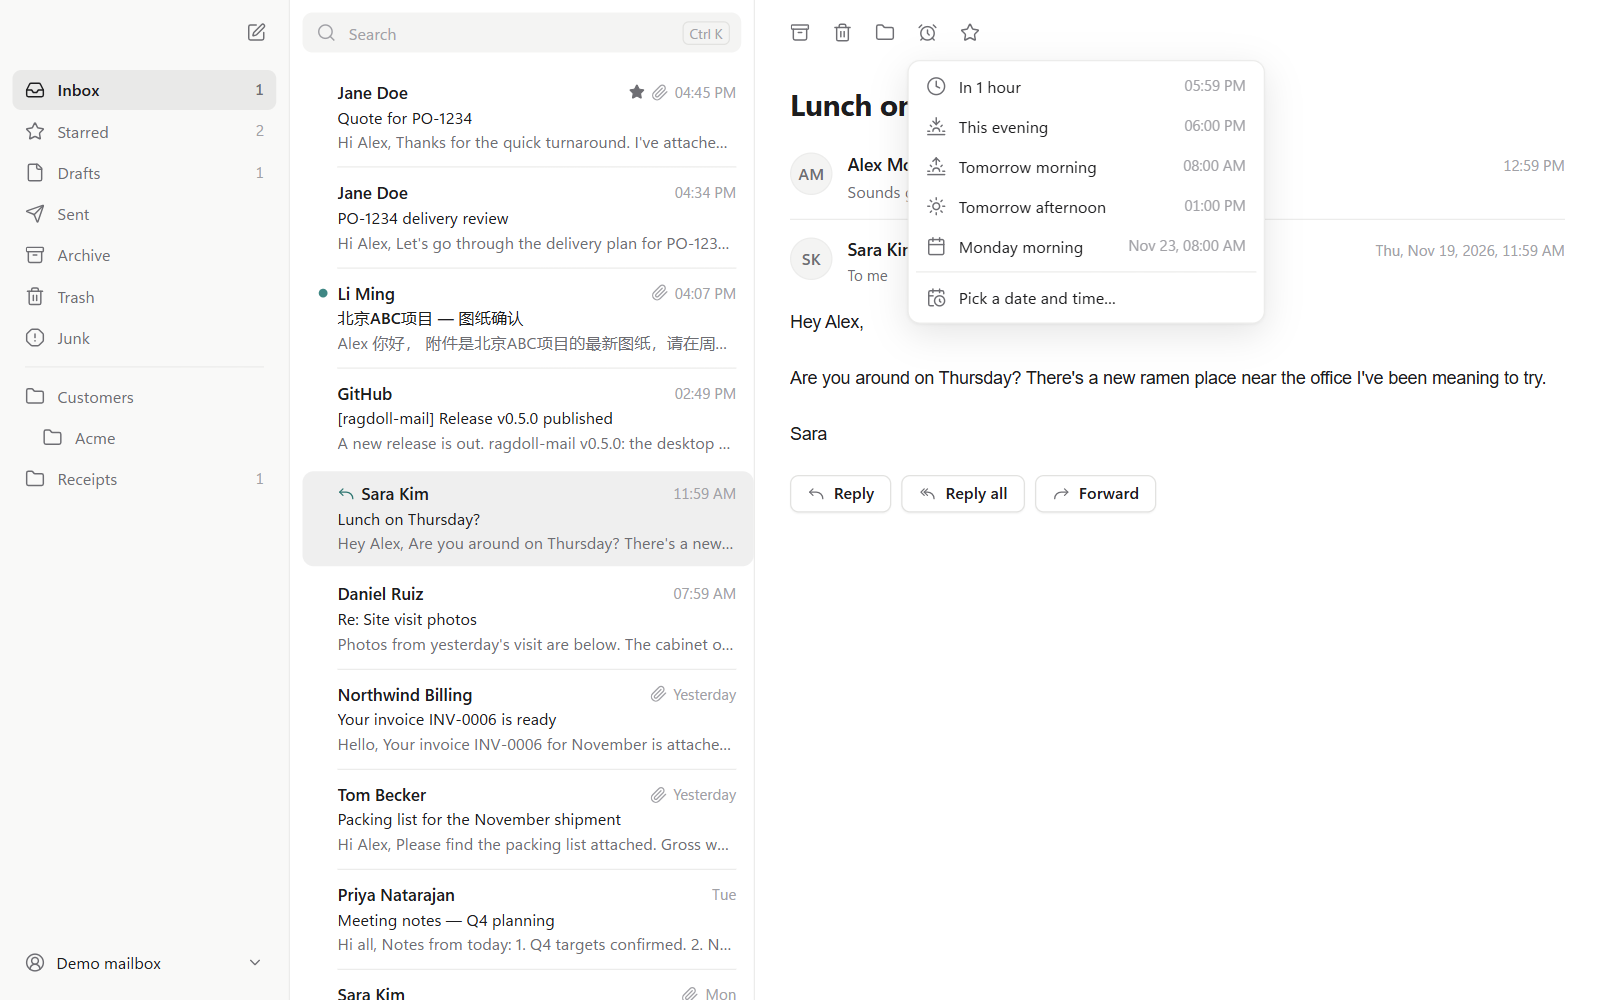 Inbox 1
Starred 2
Drafts 1
Sent
Archive
Trash
Junk
Customers
Acme
Receipts 1
Demo mailbox
Search Ctrl K
Jane Doe 04:45 PM
Quote for PO-1234
Hi Alex, Thanks for the quick turnaround. I've attache...
Jane Doe 04:34 PM
PO-1234 delivery review
Hi Alex, Let's go through the delivery plan for PO-123...
Li Ming 04:07 PM
北京ABC项目 — 图纸确认
Alex 你好， 附件是北京ABC项目的最新图纸，请在周...
GitHub 02:49 PM
[ragdoll-mail] Release v0.5.0 published
A new release is out. ragdoll-mail v0.5.0: the desktop ...
Sara Kim 11:59 AM
Lunch on Thursday?
Hey Alex, Are you around on Thursday? There's a new...
Daniel Ruiz 07:59 AM
Re: Site visit photos
Photos from yesterday's visit are below. The cabinet o...
Northwind Billing Yesterday
Your invoice INV-0006 is ready
Hello, Your invoice INV-0006 for November is attache...
Tom Becker Yesterday
Packing list for the November shipment
Hi Alex, Please find the packing list attached. Gross w...
Priya Natarajan Tue
Meeting notes — Q4 planning
Hi all, Notes from today: 1. Q4 targets confirmed. 2. N...
Sara Kim Mon
Lunch
AM Alex 12:59 PM
Sounds
SK Sara Thu, Nov 19, 2026, 11:59 AM
To me
In 1 hour 05:59 PM
This evening 06:00 PM
Tomorrow morning 08:00 AM
Tomorrow afternoon 01:00 PM
Monday morning Nov 23, 08:00 AM
Pick a date and time...
Hey Alex,
Are you around on Thursday? There's a new ramen place near the office I've been meaning to try.
Sara
Reply
Reply all
Forward